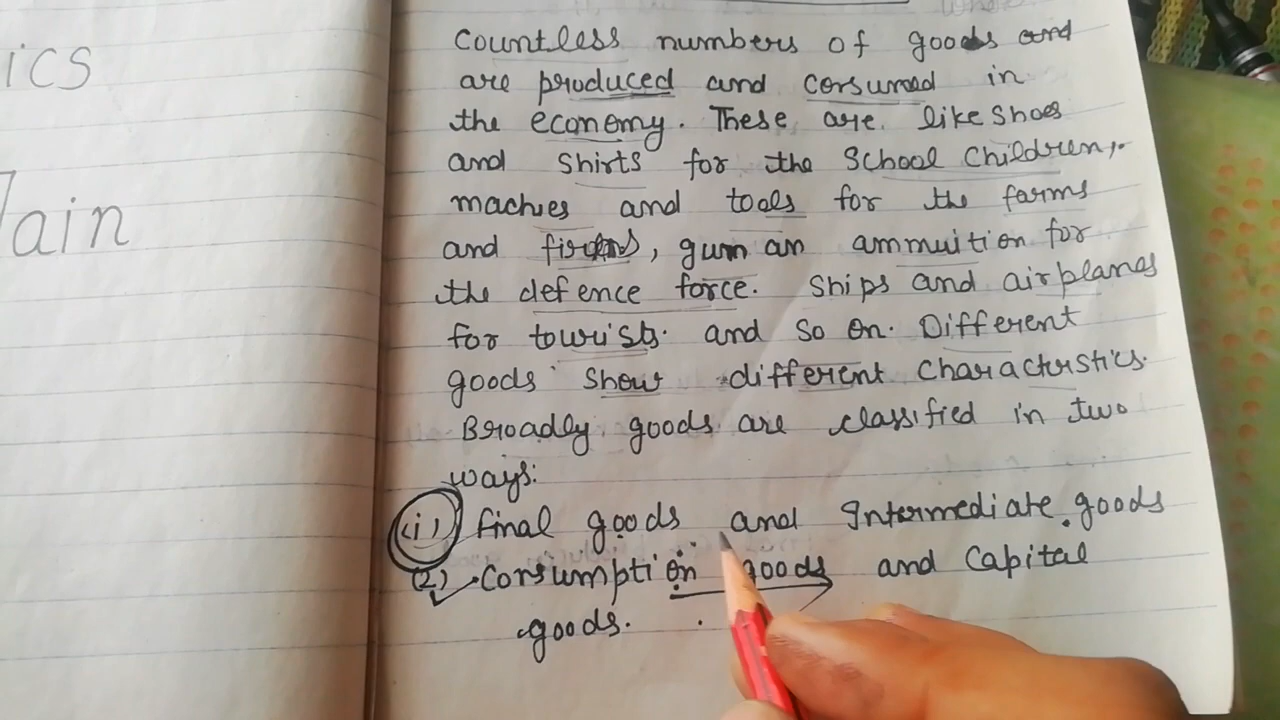 ics
ain
Countless numbers of goods and
are produced and corsumed in
the economy. These are like shoes
and Shirts for the School Children,
machies and tools for the farms
and , gum an ammuition for
the defence force. Ships and airplanes
for tourists. and So on. Different
goods Show different Characterstics.
Broadly goods are classified in two
ways:
(i) final goods and Intermediate goods
(2) Corsumption goods and Capital
goods.